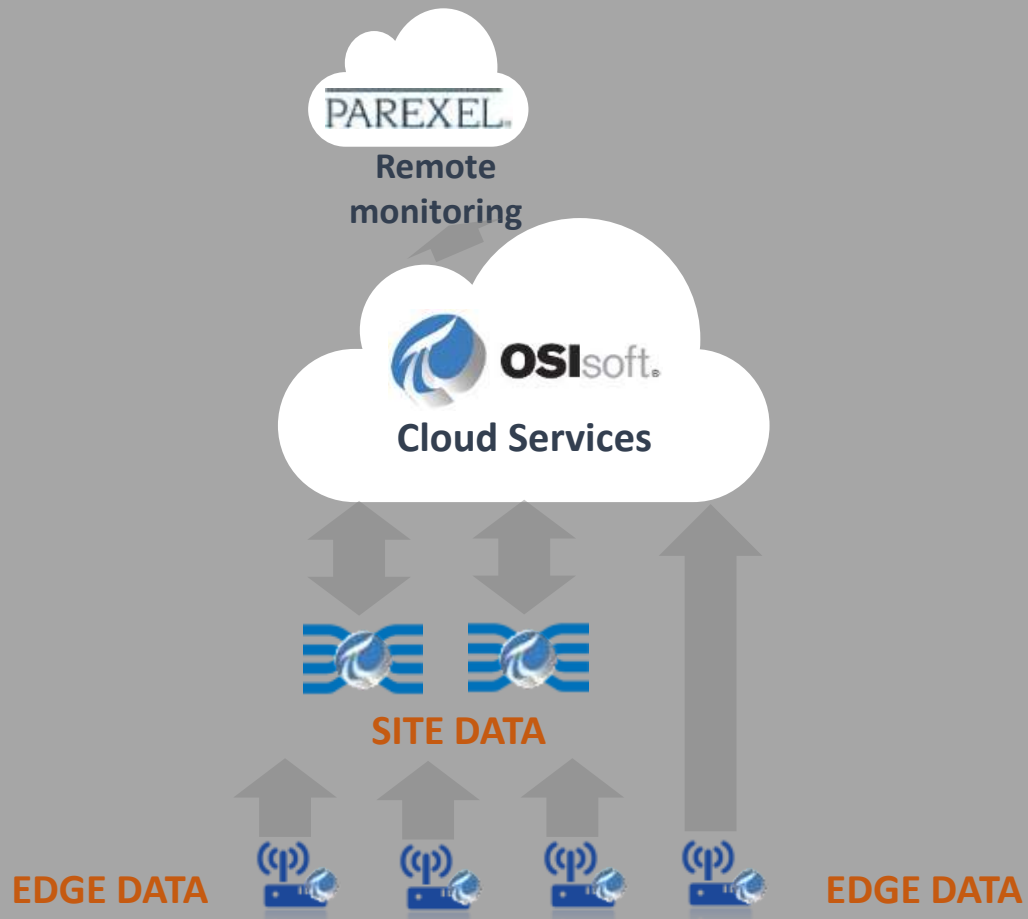 PAREXEL®
Remote
monitoring
OSIsoft®
Cloud Services
SITE DATA
EDGE DATA
EDGE DATA